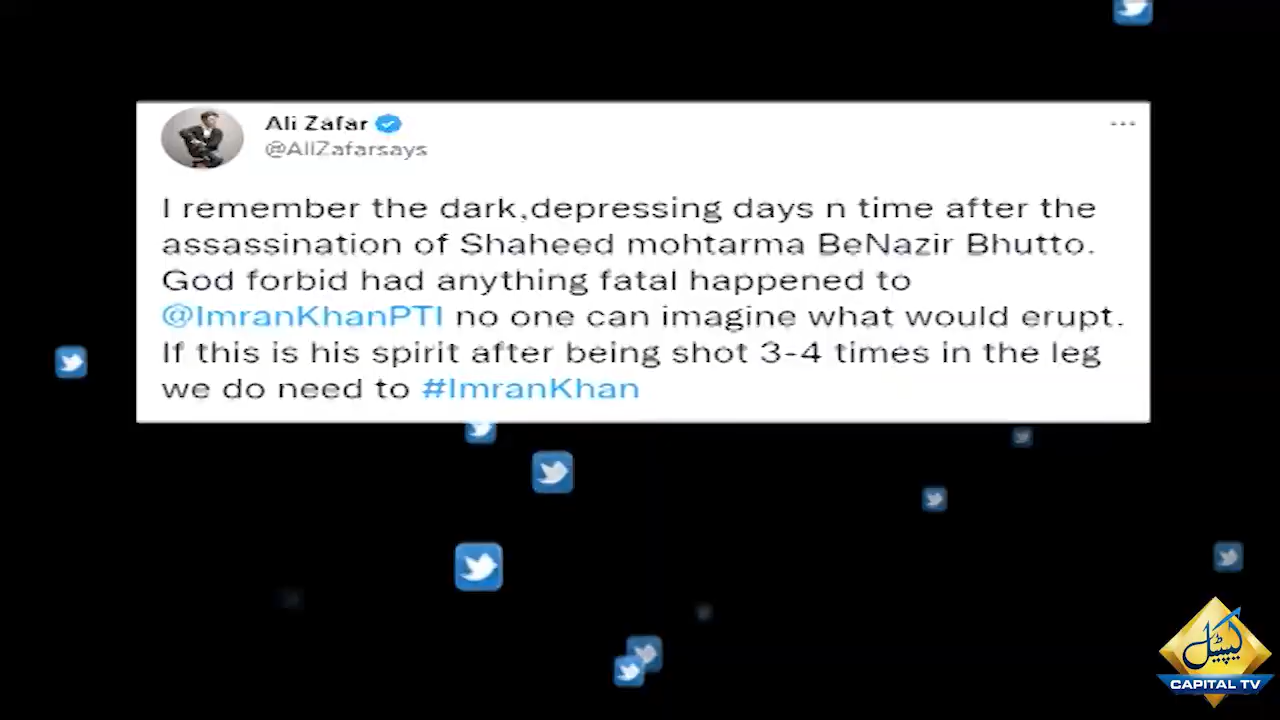 Ali Zafar
@AliZafarsays
I remember the dark,depressing days n time after the
assassination of Shaheed mohtarma BeNazir Bhutto.
God forbid had anything fatal happened to
@ImranKhanPTI no one can imagine what would erupt.
If this is his spirit after being shot 3-4 times in the leg
we do need to #ImranKhan
کیپیٹل
CAPITAL TV